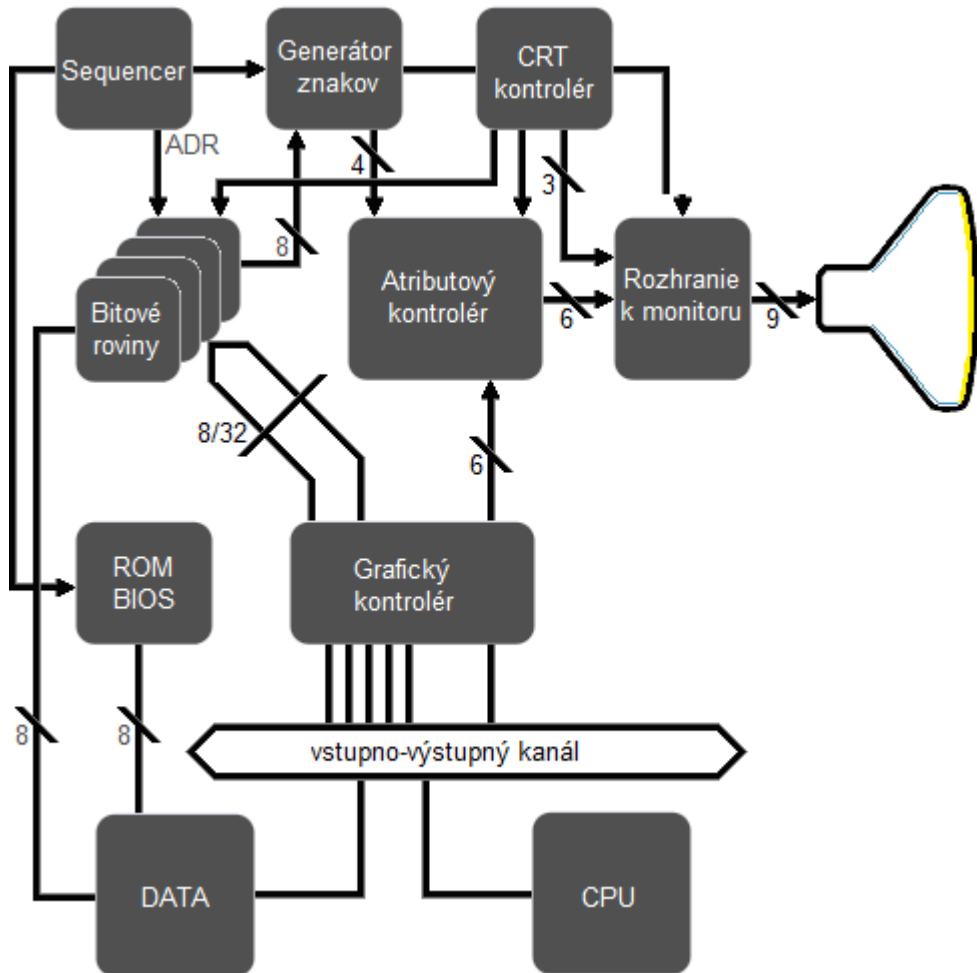 Sequencer
Generátor
znakov
CRT
kontrolér
ADR
4
3
8
Bitové
roviny
Atributový
kontrolér
6
Rozhranie
k monitoru
9
8/32
6
ROM
BIOS
Grafický
kontrolér
8
8
vstupno-výstupný kanál
DATA
CPU